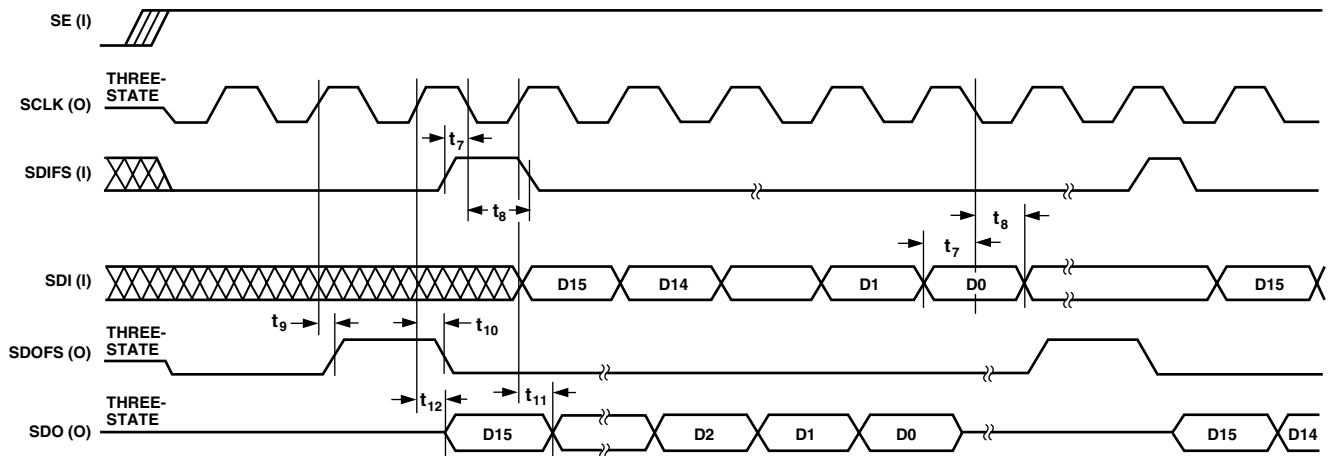 SE (I)
THREE-
STATE
SCLK (O)
t7
SDIFS (I)
t8
t8
t7
SDI (I)
D15
D14
D1
D0
D15
t9
t10
THREE-
STATE
SDOFS (O)
t12
t11
THREE-
STATE
SDO (O)
D15
D2
D1
D0
D15
D14